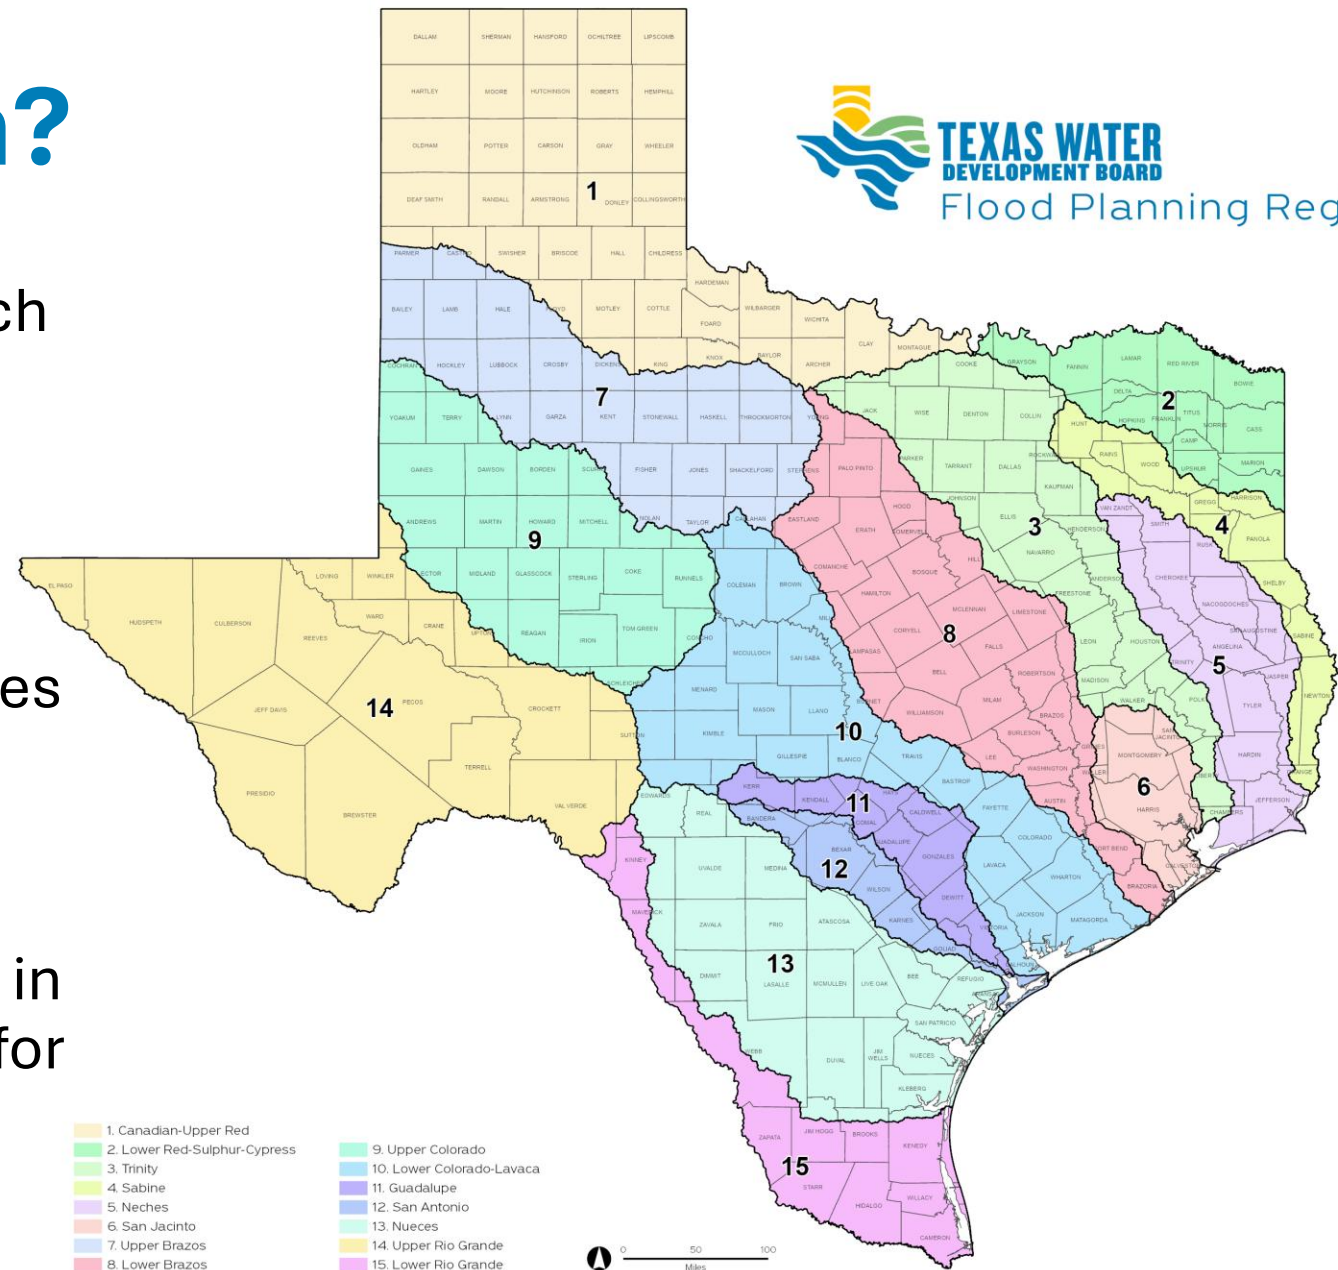 n?
ch
es
in
for
TEXAS WATER
DEVELOPMENT BOARD
Flood Planning Reg
DALLAM SHERMAN HANSFORD OCHILTREE LIPSCOMB
HARTLEY MOORE HUTCHINSON ROBERTS HEMPHILL
OLDHAM POTTER CARSON GRAY WHEELER
DEAF SMITH RANDALL ARMSTRONG 1 DONLEY COLLINGSWORTH
PARMER CASTRO SWISHER BRISCOE HALL CHILDRESS
HARDEMAN
BAILEY LAMB HALE FLOYD MOTLEY COTTLE WILBARGER
FOARD WICHITA
CLAY MONTAGUE COOKE GRAYSON FANNIN LAMAR RED RIVER
COCHRAN HOCKLEY LUBBOCK CROSBY DICKENS KING KNOX BAYLOR ARCHER BOWIE
7 DELTA 2
YOAKUM TERRY LYNN GARZA KENT STONEWALL HASKELL THROCKMORTON YOUNG JACK WISE DENTON COLLIN HUNT HOPKINS FRANKLIN TITUS MORRIS CASS
CAMP
GAINES DAWSON BORDEN SCURRY FISHER JONES SHACKELFORD STEPHENS PALO PINTO PARKER TARRANT DALLAS ROCKWALL RAINS WOOD UPSHUR MARION
KAUFMAN
ANDREWS MARTIN HOWARD MITCHELL NOLAN TAYLOR CALLAHAN EASTLAND HOOD JOHNSON ELLIS VAN ZANDT SMITH GREGG HARRISON
9 ERATH SOMERVELL 3 HENDERSON RUSK 4 PANOLA
NAVARRO
EL PASO LOVING WINKLER ECTOR MIDLAND GLASSCOCK STERLING COKE RUNNELS COLEMAN BROWN COMANCHE BOSQUE HILL ANDERSON CHEROKEE SHELBY
HUDSPETH CULBERSON REEVES WARD CRANE UPTON REAGAN IRION TOM GREEN CONCHO MILLS HAMILTON MCLENNAN LIMESTONE FREESTONE NACOGDOCHES
CORYELL 8 FALLS LEON HOUSTON SAN AUGUSTINE SABINE
MCCULLOCH SAN SABA LAMPASAS BELL ROBERTSON TRINITY ANGELINA 5
JEFF DAVIS 14 PECOS CROCKETT SCHLEICHER MENARD MASON LLANO BURNET MILAM MADISON WALKER POLK TYLER JASPER NEWTON
SUTTON KIMBLE 10 WILLIAMSON BRAZOS
GILLESPIE BLANCO TRAVIS LEE BURLESON GRIMES SAN JACINTO HARDIN
PRESIDIO BREWSTER TERRELL VAL VERDE BASTROP WASHINGTON WALLER MONTGOMERY LIBERTY ORANGE
EDWARDS REAL KERR KENDALL 11 HAYS CALDWELL FAYETTE AUSTIN 6 HARRIS CHAMBERS JEFFERSON
BANDERA COMAL GUADALUPE COLORADO
KINNEY UVALDE MEDINA BEXAR 12 GONZALES LAVACA WHARTON FORT BEND GALVESTON
WILSON DEWITT BRAZORIA
MAVERICK ZAVALA FRIO ATASCOSA KARNES VICTORIA JACKSON MATAGORDA
13 GOLIAD CALHOUN
DIMMIT LASALLE MCMULLEN LIVE OAK BEE REFUGIO
ARANSAS
SAN PATRICIO
WEBB DUVAL JIM WELLS NUECES
KLEBERG
ZAPATA JIM HOGG BROOKS KENEDY
15
STARR HIDALGO WILLACY
CAMERON
1. Canadian-Upper Red
2. Lower Red-Sulphur-Cypress
3. Trinity
4. Sabine
5. Neches
6. San Jacinto
7. Upper Brazos
8. Lower Brazos
9. Upper Colorado
10. Lower Colorado-Lavaca
11. Guadalupe
12. San Antonio
13. Nueces
14. Upper Rio Grande
15. Lower Rio Grande
0 50 100
Miles